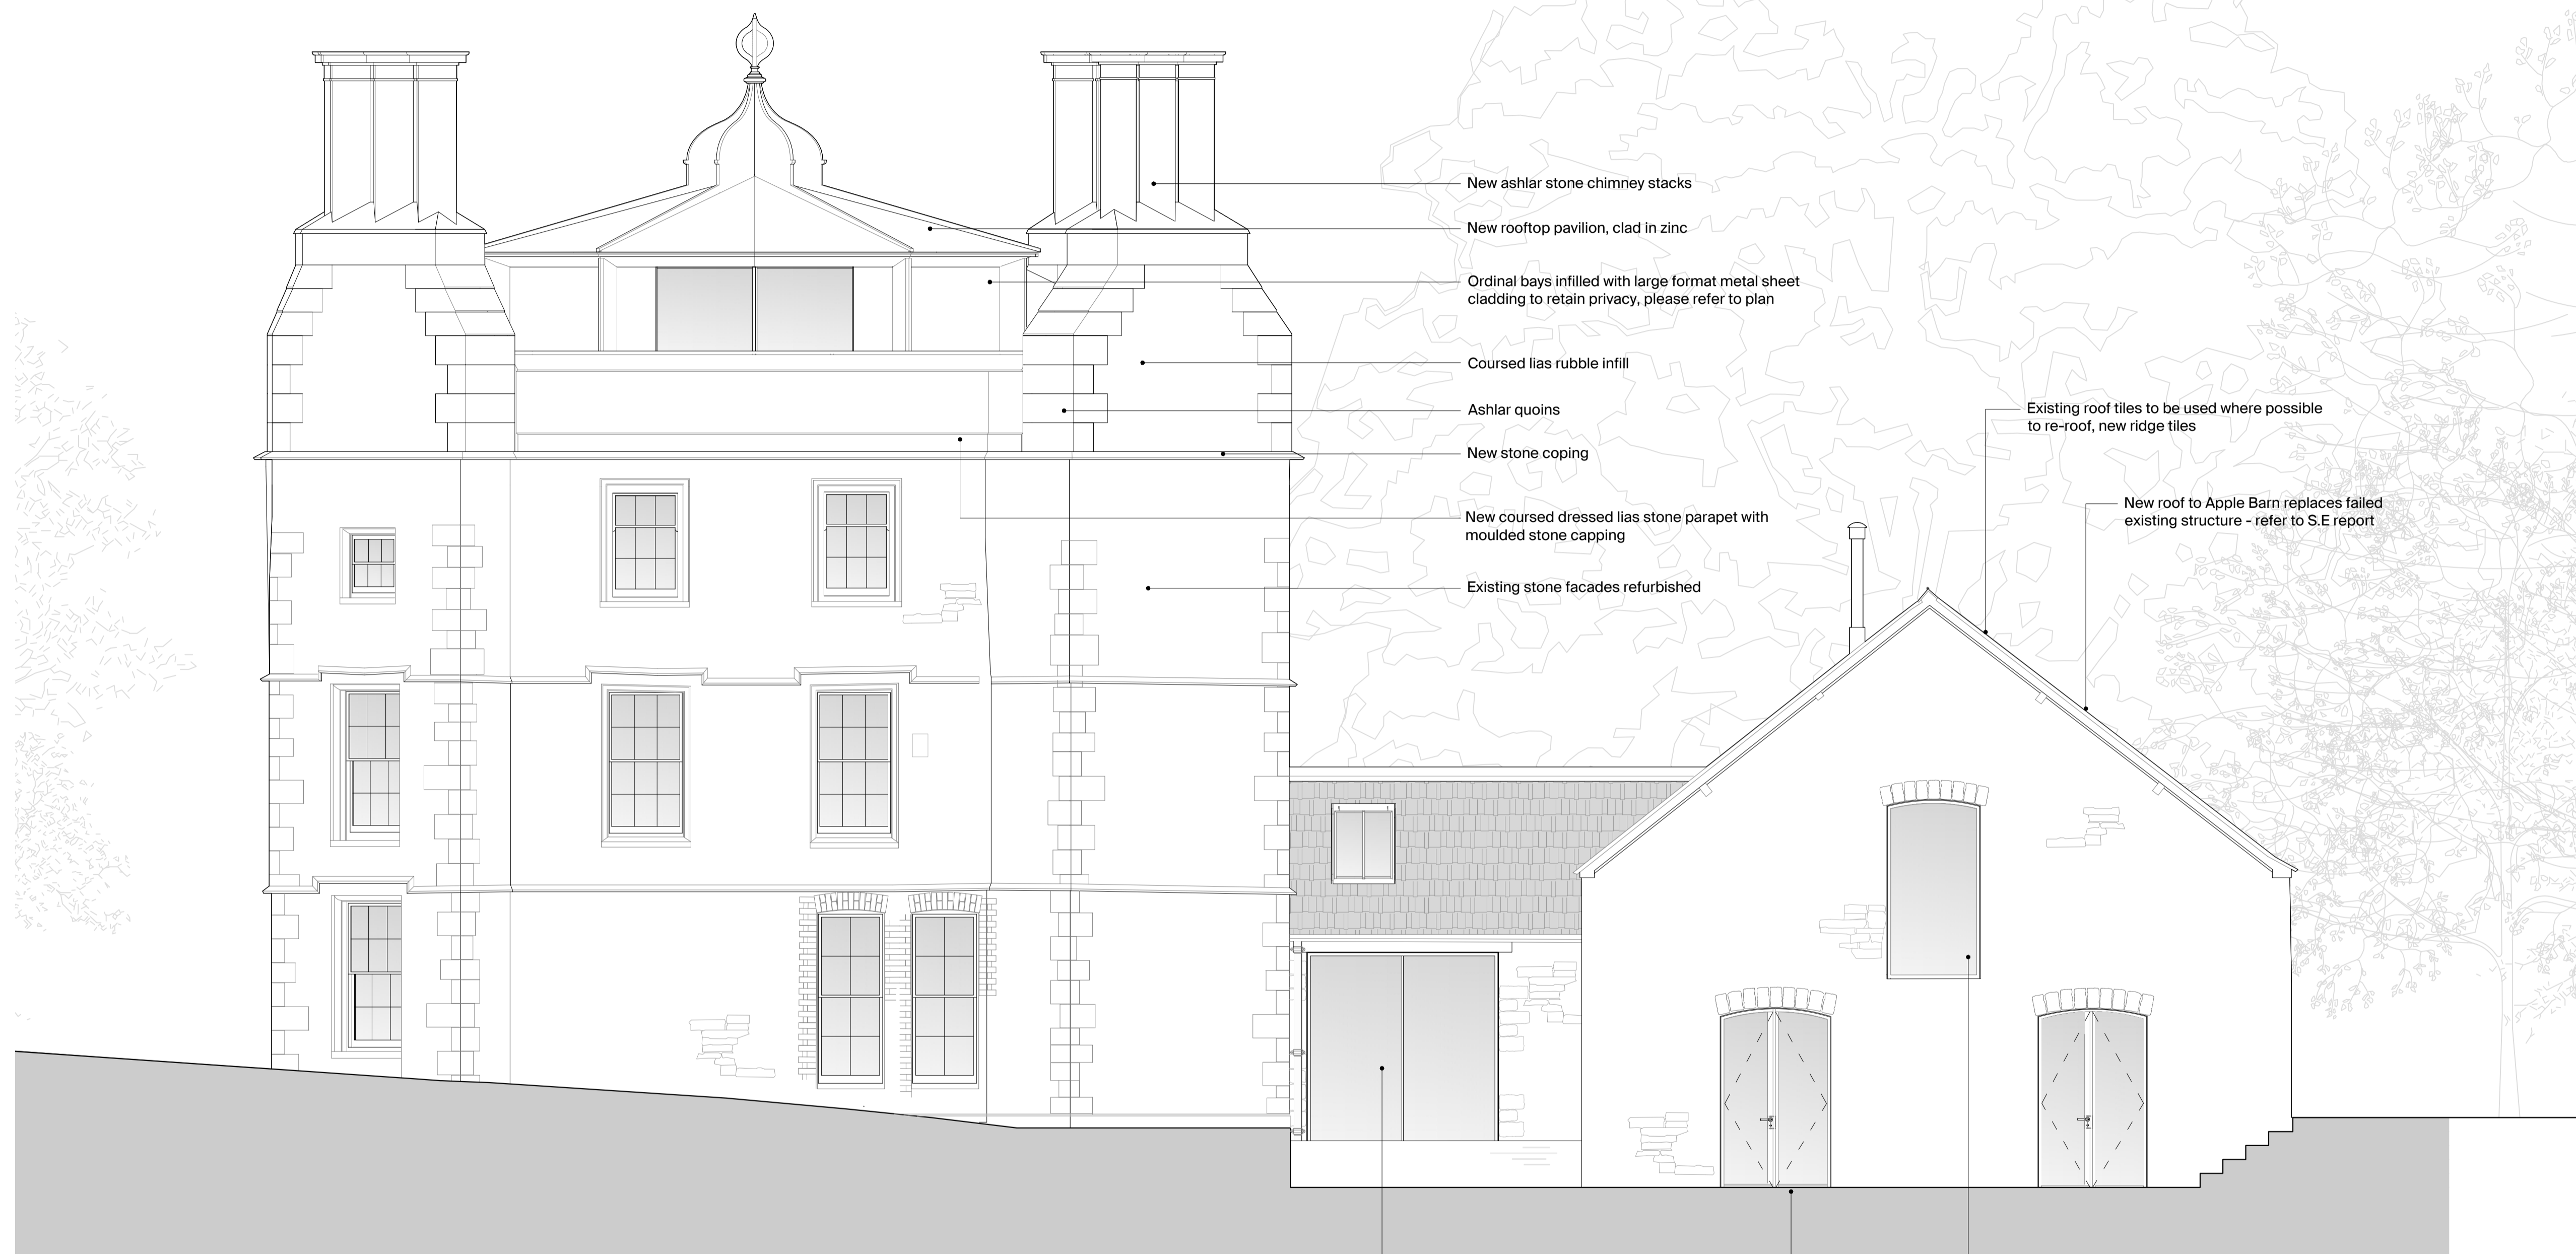 New ashlar stone chimney stacks
New rooftop pavilion, clad in zinc
Ordinal bays infilled with large format metal sheet
cladding to retain privacy, please refer to plan
Coursed lias rubble infill
Ashlar quoins
New stone coping
New coursed dressed lias stone parapet with
moulded stone capping
Existing stone facades refurbished
Existing roof tiles to be used where possible
to re-roof, new ridge tiles
New roof to Apple Barn replaces failed
existing structure - refer to S.E report